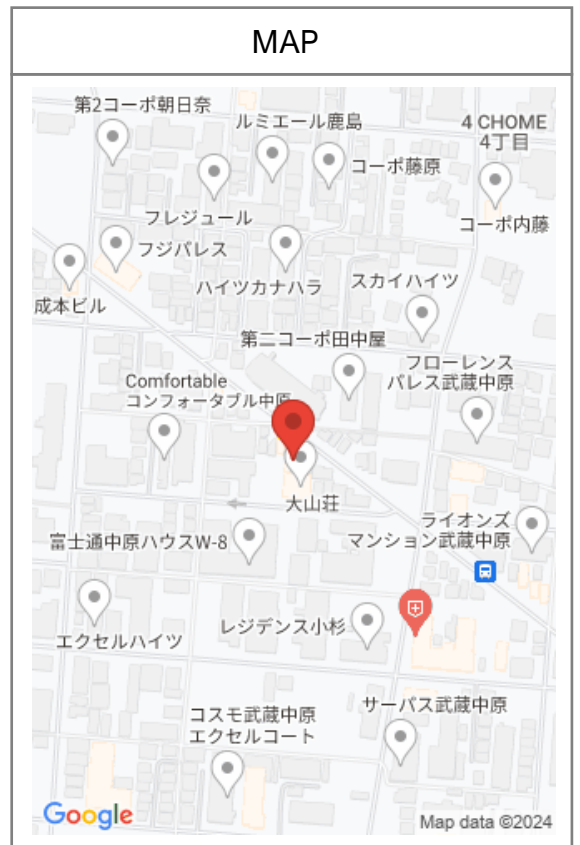 MAP
第2コーポ朝日奈
ルミエール鹿島
4 CHOME
4丁目
コーポ藤原
フレジュール
コーポ内藤
フジパレス
ハイツカナハラ
スカイハイツ
成本ビル
第二コーポ田中屋
フローレンス
パレス武蔵中原
Comfortable
コンフォータブル中原
大山荘
ライオンズ
マンション武蔵中原
富士通中原ハウスW-8
レジデンス小杉
エクセルハイツ
サーパス武蔵中原
コスモ武蔵中原
エクセルコート
Google
Map data ©2024